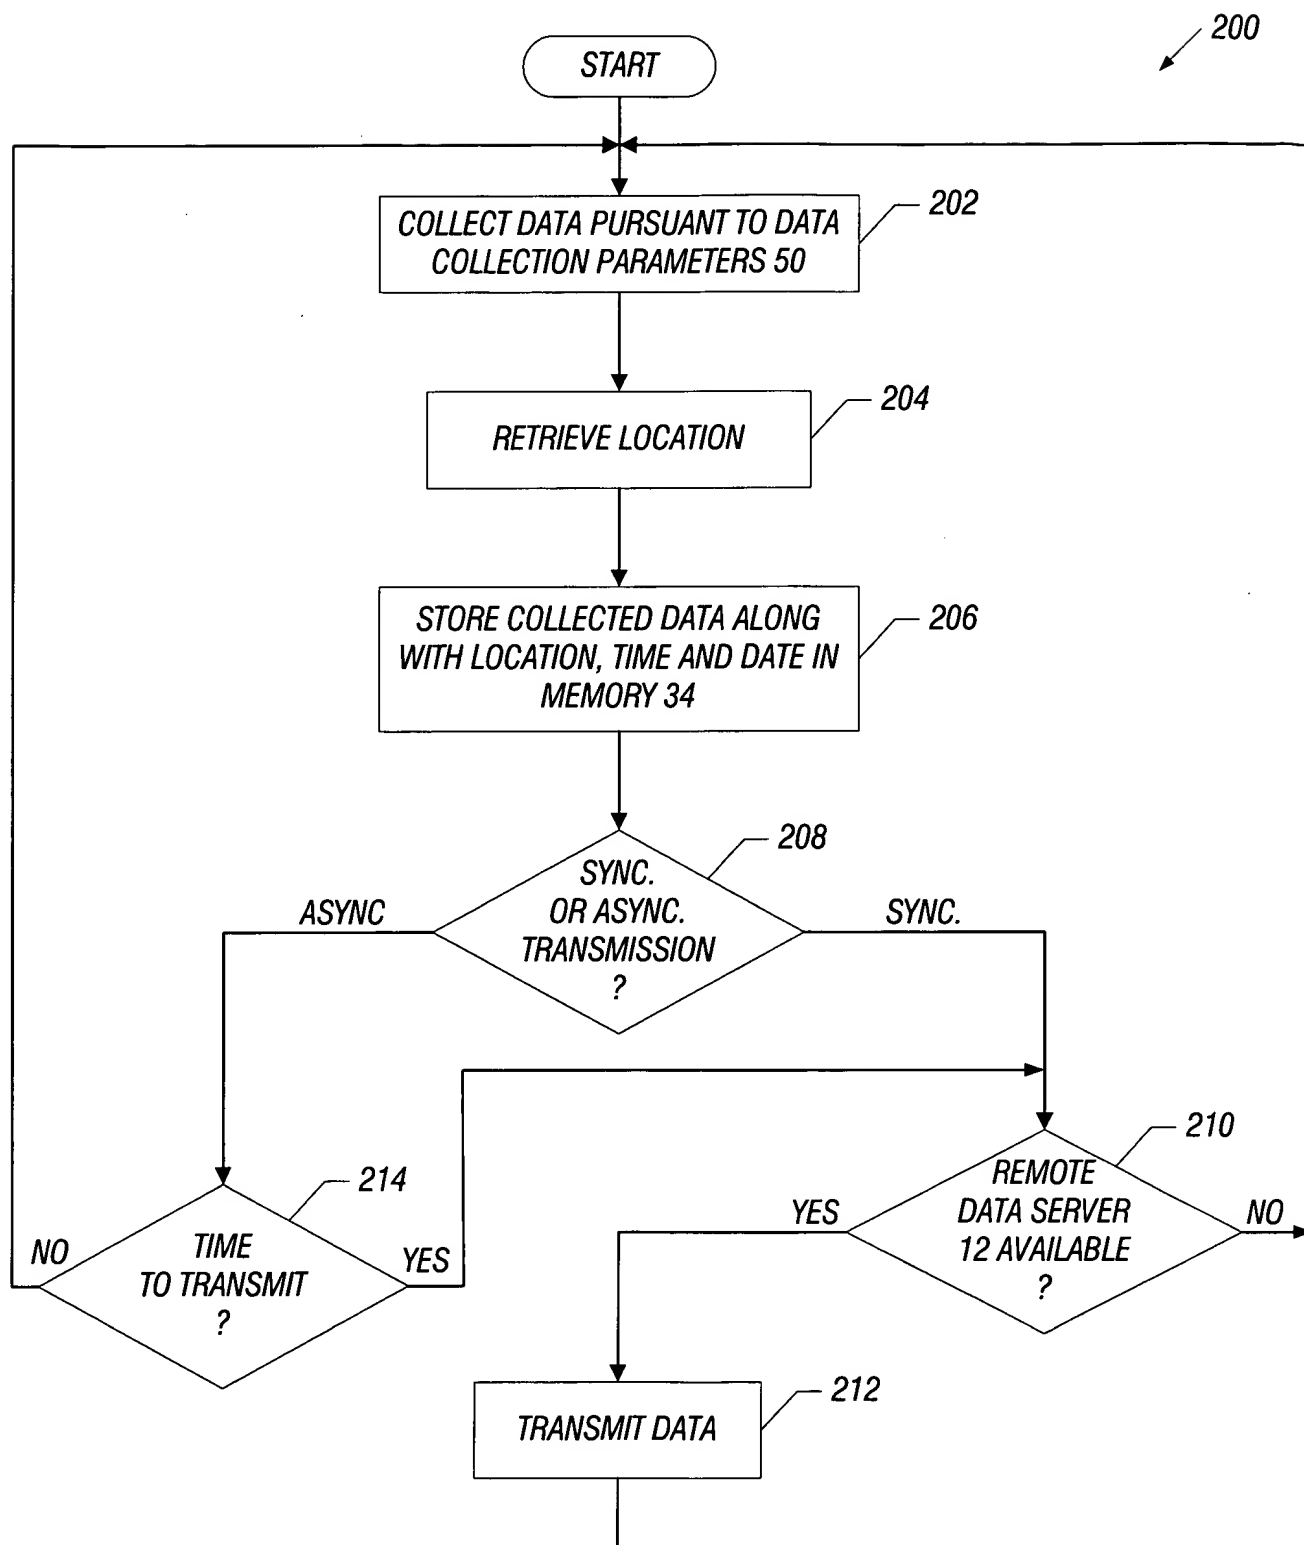 200
START
COLLECT DATA PURSUANT TO DATA
COLLECTION PARAMETERS 50
202
RETRIEVE LOCATION
204
STORE COLLECTED DATA ALONG
WITH LOCATION, TIME AND DATE IN
MEMORY 34
206
SYNC.
OR ASYNC.
TRANSMISSION
?
208
ASYNC
SYNC.
TIME
TO TRANSMIT
?
214
NO
YES
REMOTE
DATA SERVER
12 AVAILABLE
?
210
YES
NO
TRANSMIT DATA
212